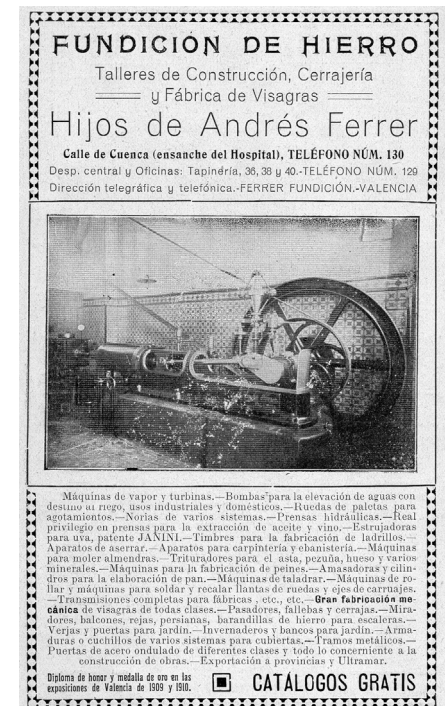 FUNDICIÓN DE HIERRO
Talleres de Construcción, Cerrajería
y Fábrica de Visagras
Hijos de Andrés Ferrer
Calle de Cuenca (ensanche del Hospital), TELÉFONO NÚM. 130
Desp. central y Oficinas: Tapinería, 36, 38 y 40.-TELÉFONO NÚM. 129
Dirección telegráfica y telefónica.-FERRER FUNDICIÓN.-VALENCIA
Máquinas de vapor y turbinas.—Bombas para la elevación de aguas con
destino al riego, usos industriales y domésticos.—Ruedas de paletas para
agotamientos.—Norias de varios sistemas.—Prensas hidráulicas.—Real
privilegio en prensas para la extracción de aceite y vino.—Estrujadoras
para uva, patente JANINI.—Timbres para la fabricación de ladrillos.—
Aparatos de aserrar.—Aparatos para carpintería y ebanistería.—Máquinas
para moler almendras.—Trituradores para el asta, pezuña, hueso y varios
minerales.—Máquinas para la fabricación de peines.—Amasadoras y cilin-
dros para la elaboración de pan.—Máquinas de taladrar.—Máquinas de ro-
llar y máquinas para soldar y recalar llantas de ruedas y ejes de carruajes.
—Transmisiones completas para fábricas, etc., etc.—Gran fabricación me-
cánica de visagras de todas clases.—Pasadores, fallebas y cerrajas.—Mira-
dores, balcones, rejas, persianas, barandillas de hierro para escaleras.—
Verjas y puertas para jardín.—Invernaderos y bancos para jardín.—Arma-
duras o cuchillos de varios sistemas para cubiertas.—Tramos metálicos.—
Puertas de acero ondulado de diferentes clases y todo lo concerniente a la
construcción de obras.—Exportación a provincias y Ultramar.
Diploma de honor y medalla de oro en las
exposiciones de Valencia de 1909 y 1910.
CATÁLOGOS GRATIS